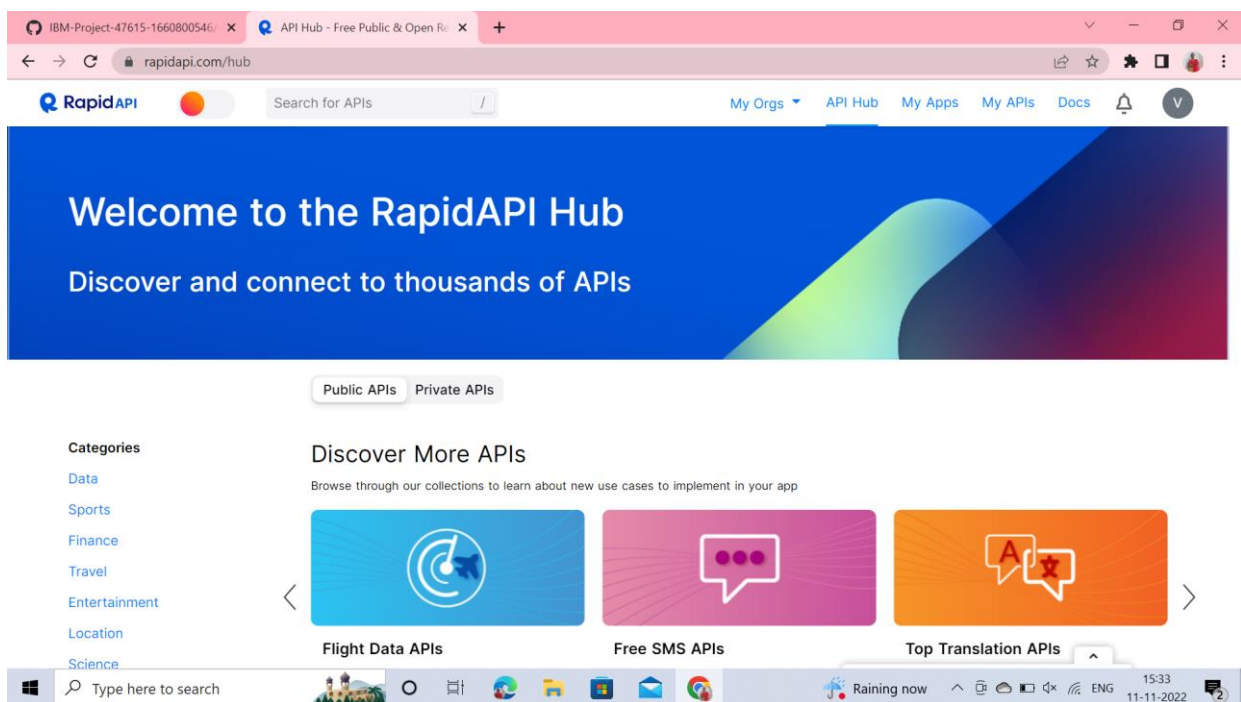 IBM-Project-47615-1660800546/
API Hub - Free Public & Open Re
rapidapi.com/hub
Rapid API
Search for APIs
/
My Orgs
API Hub
My Apps
My APIs
Docs
V
Welcome to the RapidAPI Hub
Discover and connect to thousands of APIs
Public APIs
Private APIs
Categories
Data
Sports
Finance
Travel
Entertainment
Location
Science
Discover More APIs
Browse through our collections to learn about new use cases to implement in your app
A
文
Flight Data APIs
Free SMS APIs
Top Translation APIs
Type here to search
Raining now
ENG
15:33
11-11-2022
2